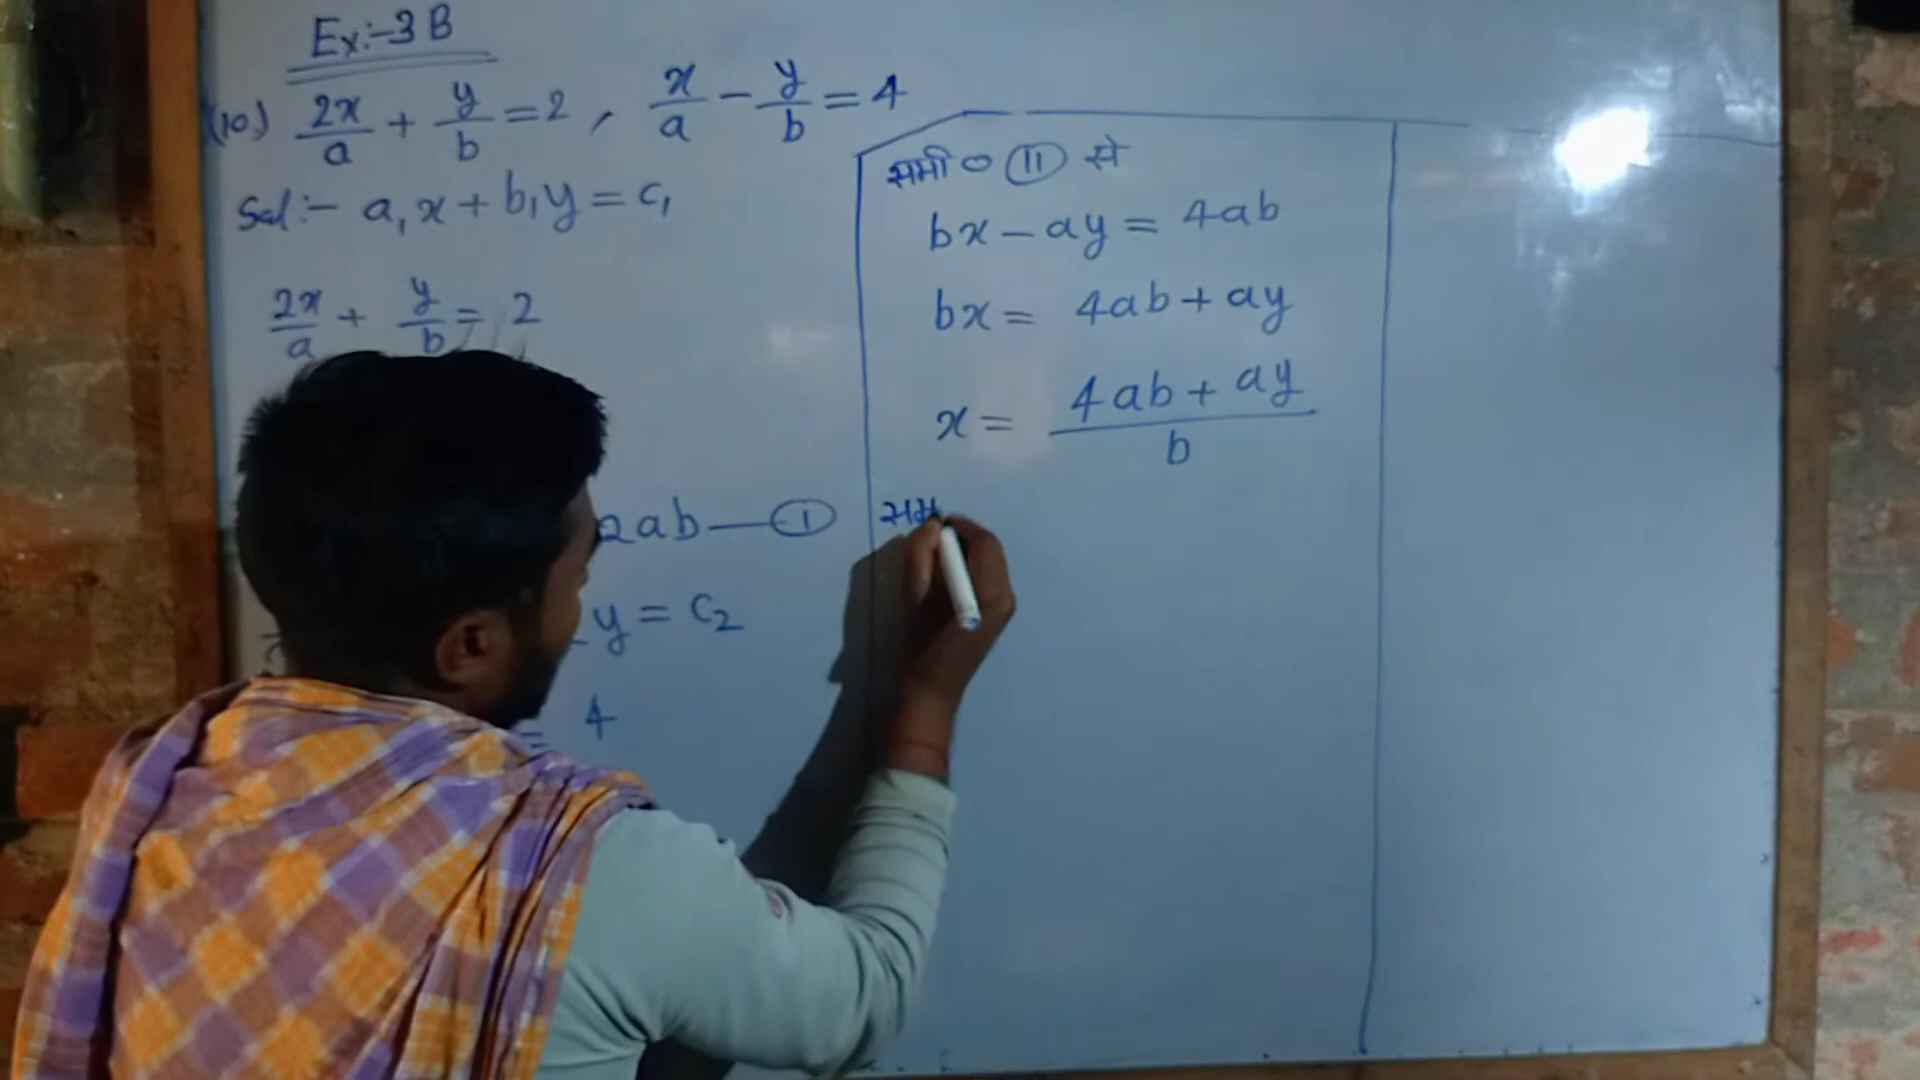 Ex:-3B
(10.) 2x/a + y/b = 2, x/a - y/b = 4
Sol:- a₁x + b₁y = c₁
2x/a + y/b = 2
2ab — (1)
y = c₂
= 4
समी० (11) से
bx - ay = 4ab
bx = 4ab + ay
x = (4ab + ay)/b
सम